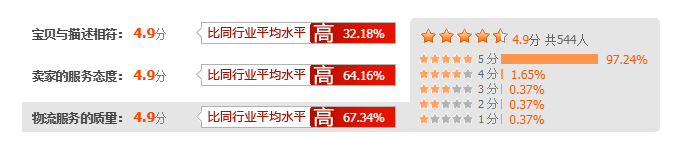 宝贝与描述相符： 4.9分 比同行业平均水平 高 32.18%
卖家的服务态度： 4.9分 比同行业平均水平 高 64.16%
物流服务的质量： 4.9分 比同行业平均水平 高 67.34%
4.9分 共544人
5分 97.24%
4分 1.65%
3分 0.37%
2分 0.37%
1分 0.37%